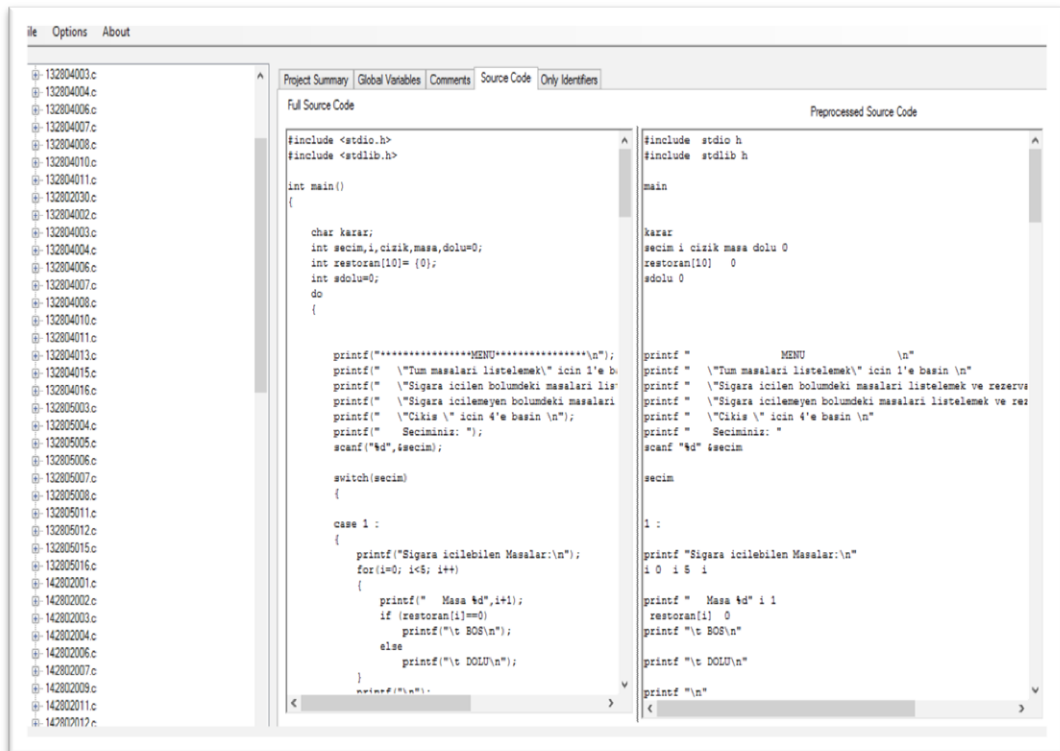 ile Options About
132804003.c
132804004.c
132804006.c
132804007.c
132804008.c
132804010.c
132804011.c
132802030.c
132804002.c
132804003.c
132804004.c
132804006.c
132804007.c
132804008.c
132804010.c
132804011.c
132804013.c
132804015.c
132804016.c
132805003.c
132805004.c
132805005.c
132805006.c
132805007.c
132805008.c
132805011.c
132805012.c
132805015.c
132805016.c
142802001.c
142802002.c
142802003.c
142802004.c
142802006.c
142802007.c
142802009.c
142802011.c
142802012.c
Project Summary Global Variables Comments Source Code Only Identifiers
Full Source Code
#include <stdio.h>
#include <stdlib.h>
int main()
{
char karar;
int secim,i,cizik,masa,dolu=0;
int restoran[10]= {0};
int sdolu=0;
do
{
printf("****************MENU****************\n");
printf("   \"Tum masalari listelemek\" icin 1'e b
printf("   \"Sigara icilen bolumdeki masalari lis
printf("   \"Sigara icilemeyen bolumdeki masalari
printf("   \"Cikis \" icin 4'e basin \n");
printf("    Seciminiz: ");
scanf("%d",&secim);
switch(secim)
{
case 1 :
{
printf("Sigara icilebilen Masalar:\n");
for(i=0; i<5; i++)
{
printf("   Masa %d",i+1);
if (restoran[i]==0)
printf("\t BOS\n");
else
printf("\t DOLU\n");
}
printf("\n");
Preprocessed Source Code
#include  stdio h
#include  stdlib h
main
karar
secim i cizik masa dolu 0
restoran[10]   0
sdolu 0
printf "                MENU                \n"
printf "   \"Tum masalari listelemek\" icin 1'e basin \n"
printf "   \"Sigara icilen bolumdeki masalari listelemek ve rezerva
printf "   \"Sigara icilemeyen bolumdeki masalari listelemek ve rez
printf "   \"Cikis \" icin 4'e basin \n"
printf "    Seciminiz: "
scanf "%d" &secim
secim
1 :
printf "Sigara icilebilen Masalar:\n"
i 0  i 5  i
printf "   Masa %d" i 1
restoran[i]  0
printf "\t BOS\n"
printf "\t DOLU\n"
printf "\n"